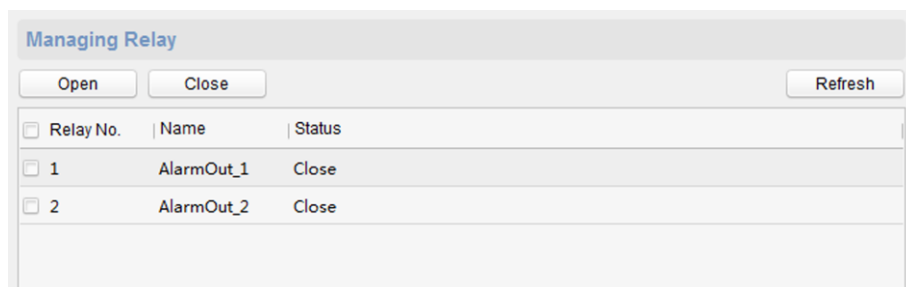 Managing Relay
Open Close Refresh
Relay No. Name Status
1 AlarmOut_1 Close
2 AlarmOut_2 Close